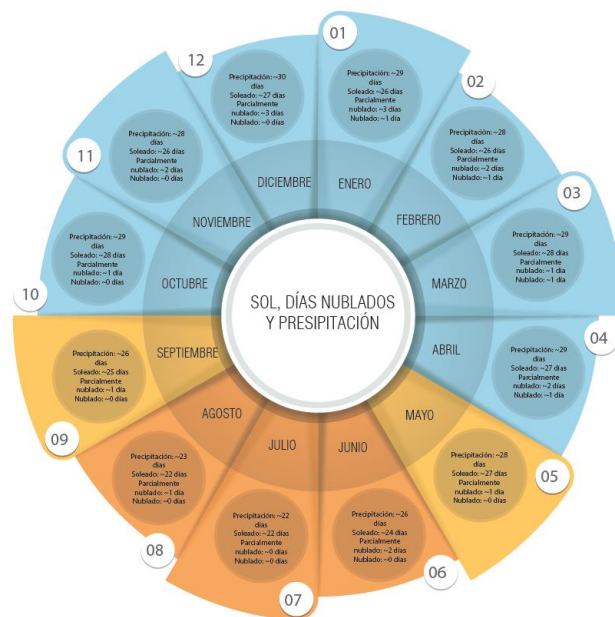 SOL, DÍAS NUBLADOS
Y PRESIPITACIÓN
01
ENERO
Precipitación: ~29
días
Soleado: ~26 días
Parcialmente
nublado: ~3 días
Nublado: ~1 día
02
FEBRERO
Precipitación: ~28
días
Soleado: ~26 días
Parcialmente
nublado: ~2 días
Nublado: ~1 día
03
MARZO
Precipitación: ~29
días
Soleado: ~28 días
Parcialmente
nublado: ~1 día
Nublado: ~1 día
04
ABRIL
Precipitación: ~29
días
Soleado: ~27 días
Parcialmente
nublado: ~2 días
Nublado: ~1 día
05
MAYO
Precipitación: ~28
días
Soleado: ~27 días
Parcialmente
nublado: ~1 día
Nublado: ~0 días
06
JUNIO
Precipitación: ~26
días
Soleado: ~24 días
Parcialmente
nublado: ~2 días
Nublado: ~0 días
07
JULIO
Precipitación: ~22
días
Soleado: ~22 días
Parcialmente
nublado: ~0 días
Nublado: ~0 días
08
AGOSTO
Precipitación: ~23
días
Soleado: ~22 días
Parcialmente
nublado: ~1 día
Nublado: ~0 días
09
SEPTIEMBRE
Precipitación: ~26
días
Soleado: ~25 días
Parcialmente
nublado: ~1 día
Nublado: ~0 días
10
OCTUBRE
Precipitación: ~29
días
Soleado: ~28 días
Parcialmente
nublado: ~1 día
Nublado: ~0 días
11
NOVIEMBRE
Precipitación: ~28
días
Soleado: ~26 días
Parcialmente
nublado: ~2 días
Nublado: ~0 días
12
DICIEMBRE
Precipitación: ~30
días
Soleado: ~27 días
Parcialmente
nublado: ~3 días
Nublado: ~0 días